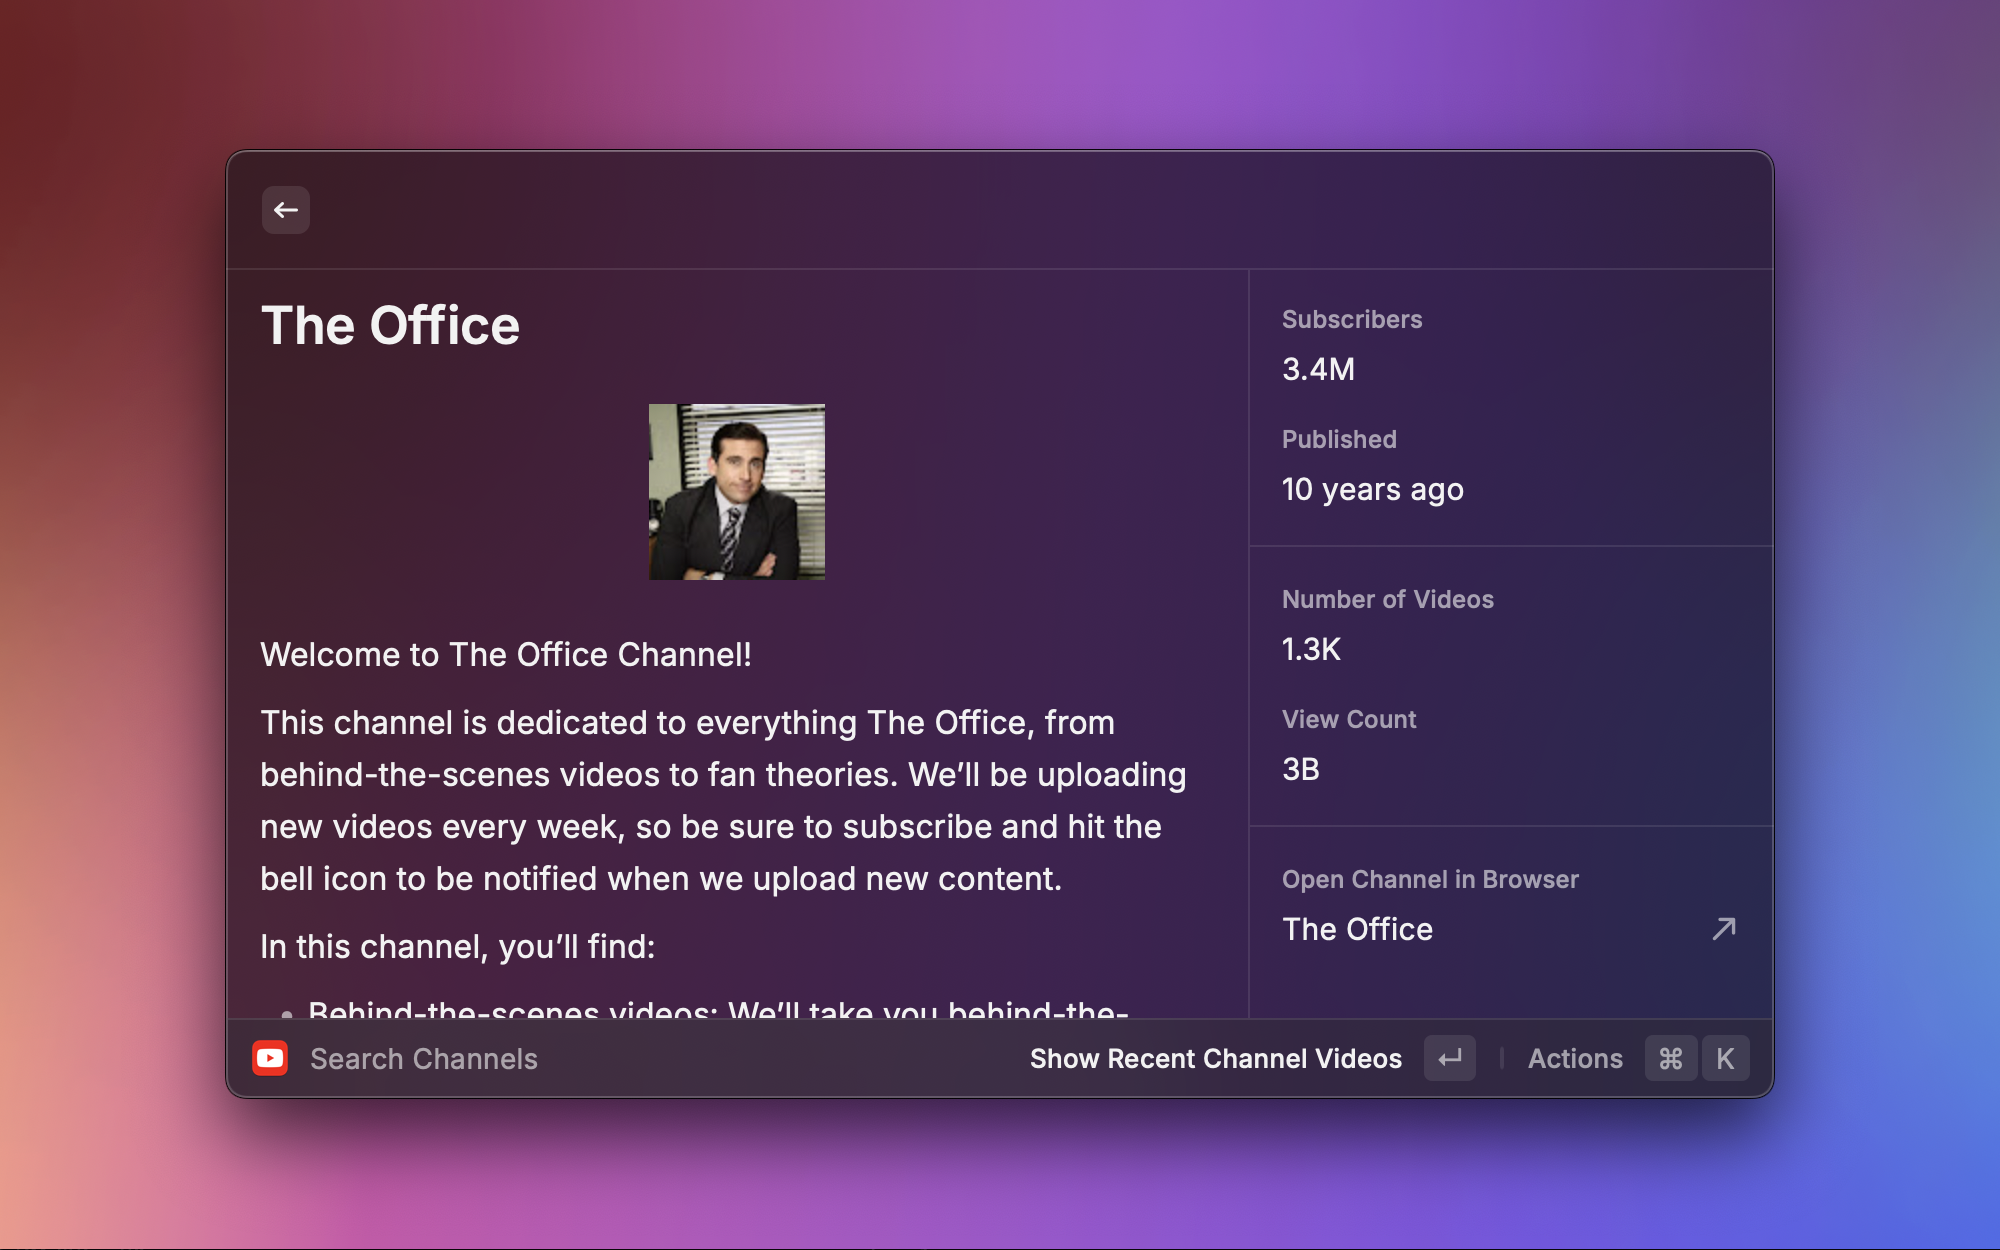 The Office
Welcome to The Office Channel!
This channel is dedicated to everything The Office, from
behind-the-scenes videos to fan theories. We’ll be uploading
new videos every week, so be sure to subscribe and hit the
bell icon to be notified when we upload new content.
In this channel, you’ll find:
• Behind-the-scenes videos: We’ll take you behind-the-
Subscribers
3.4M
Published
10 years ago
Number of Videos
1.3K
View Count
3B
Open Channel in Browser
The Office
Search Channels
Show Recent Channel Videos
Actions
⌘ K